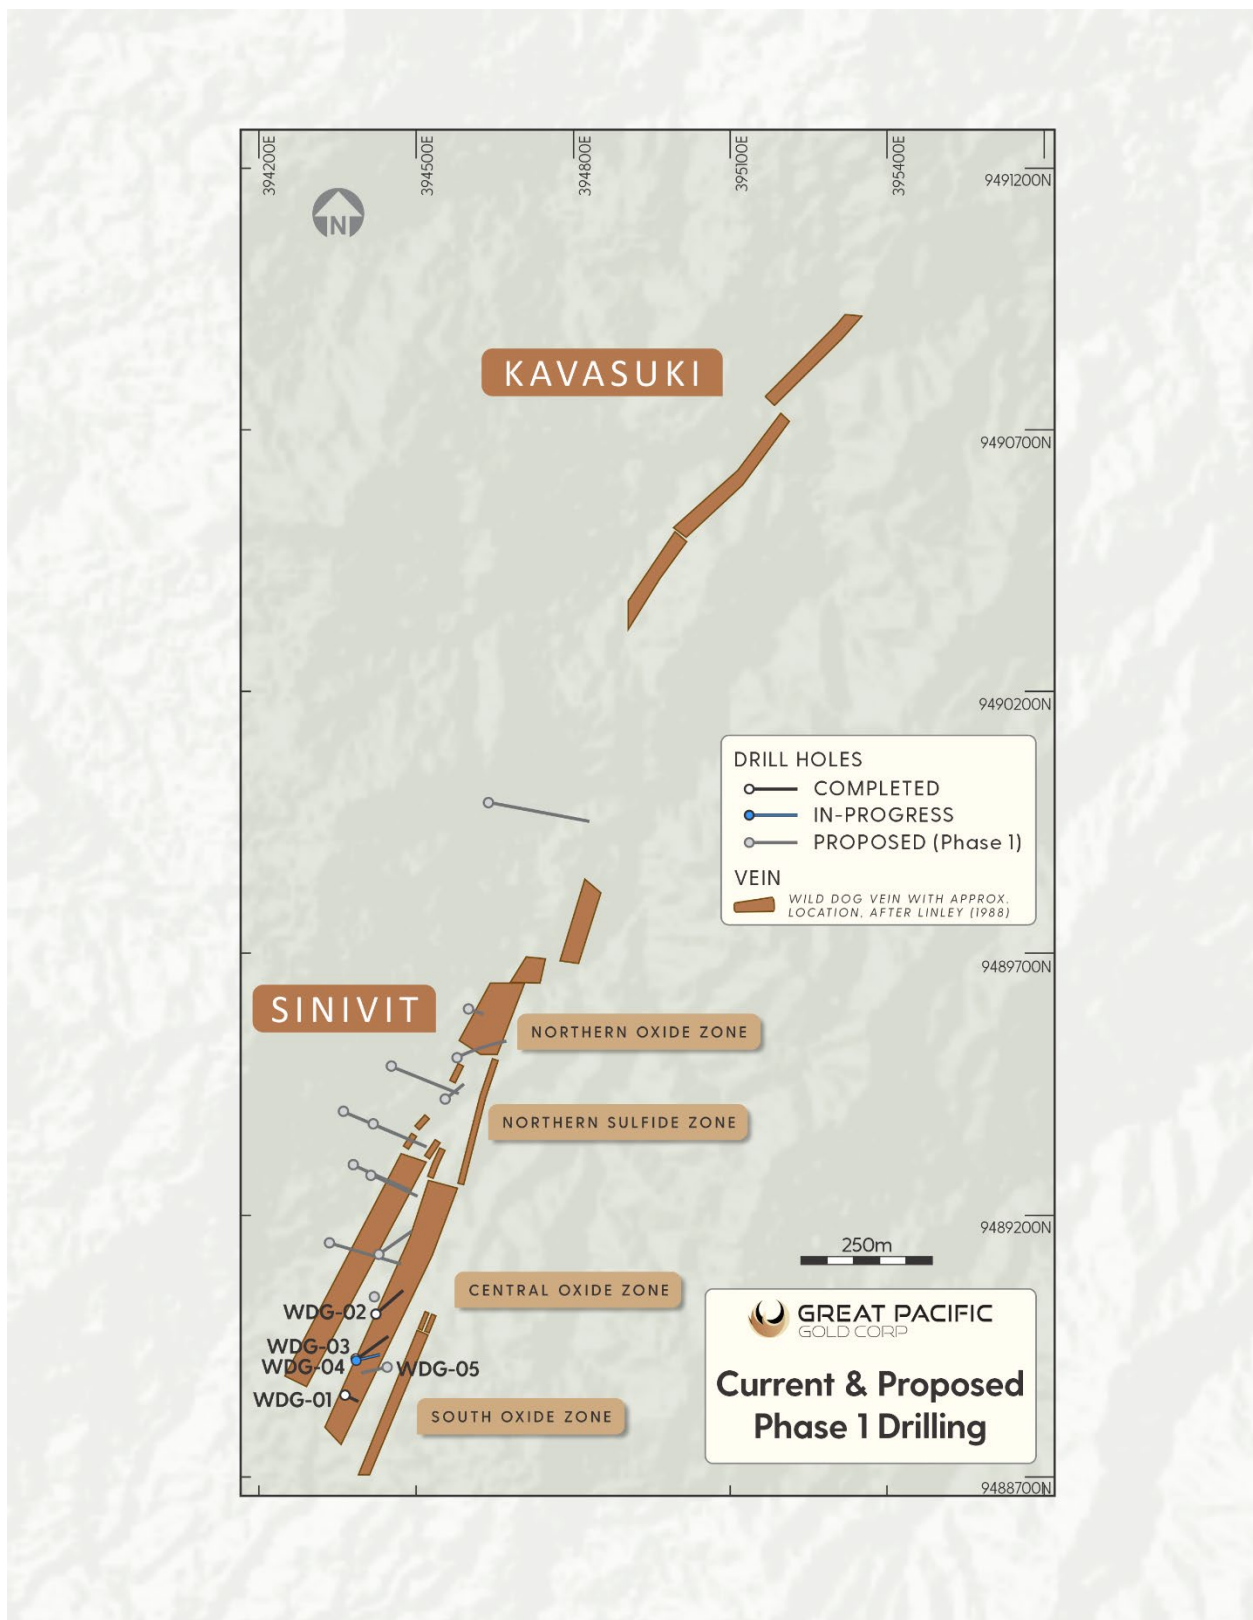 394200E
394500E
394800E
395100E
395400E
9491200N
N
KAVASUKI
9490700N
9490200N
DRILL HOLES
COMPLETED
IN-PROGRESS
PROPOSED (Phase 1)
VEIN
WILD DOG VEIN WITH APPROX.
LOCATION, AFTER LINLEY (1988)
9489700N
SINIVIT
NORTHERN OXIDE ZONE
NORTHERN SULFIDE ZONE
9489200N
250m
CENTRAL OXIDE ZONE
WDG-02
WDG-03
WDG-04
WDG-05
WDG-01
SOUTH OXIDE ZONE
GREAT PACIFIC
GOLD CORP
Current & Proposed
Phase 1 Drilling
9488700N